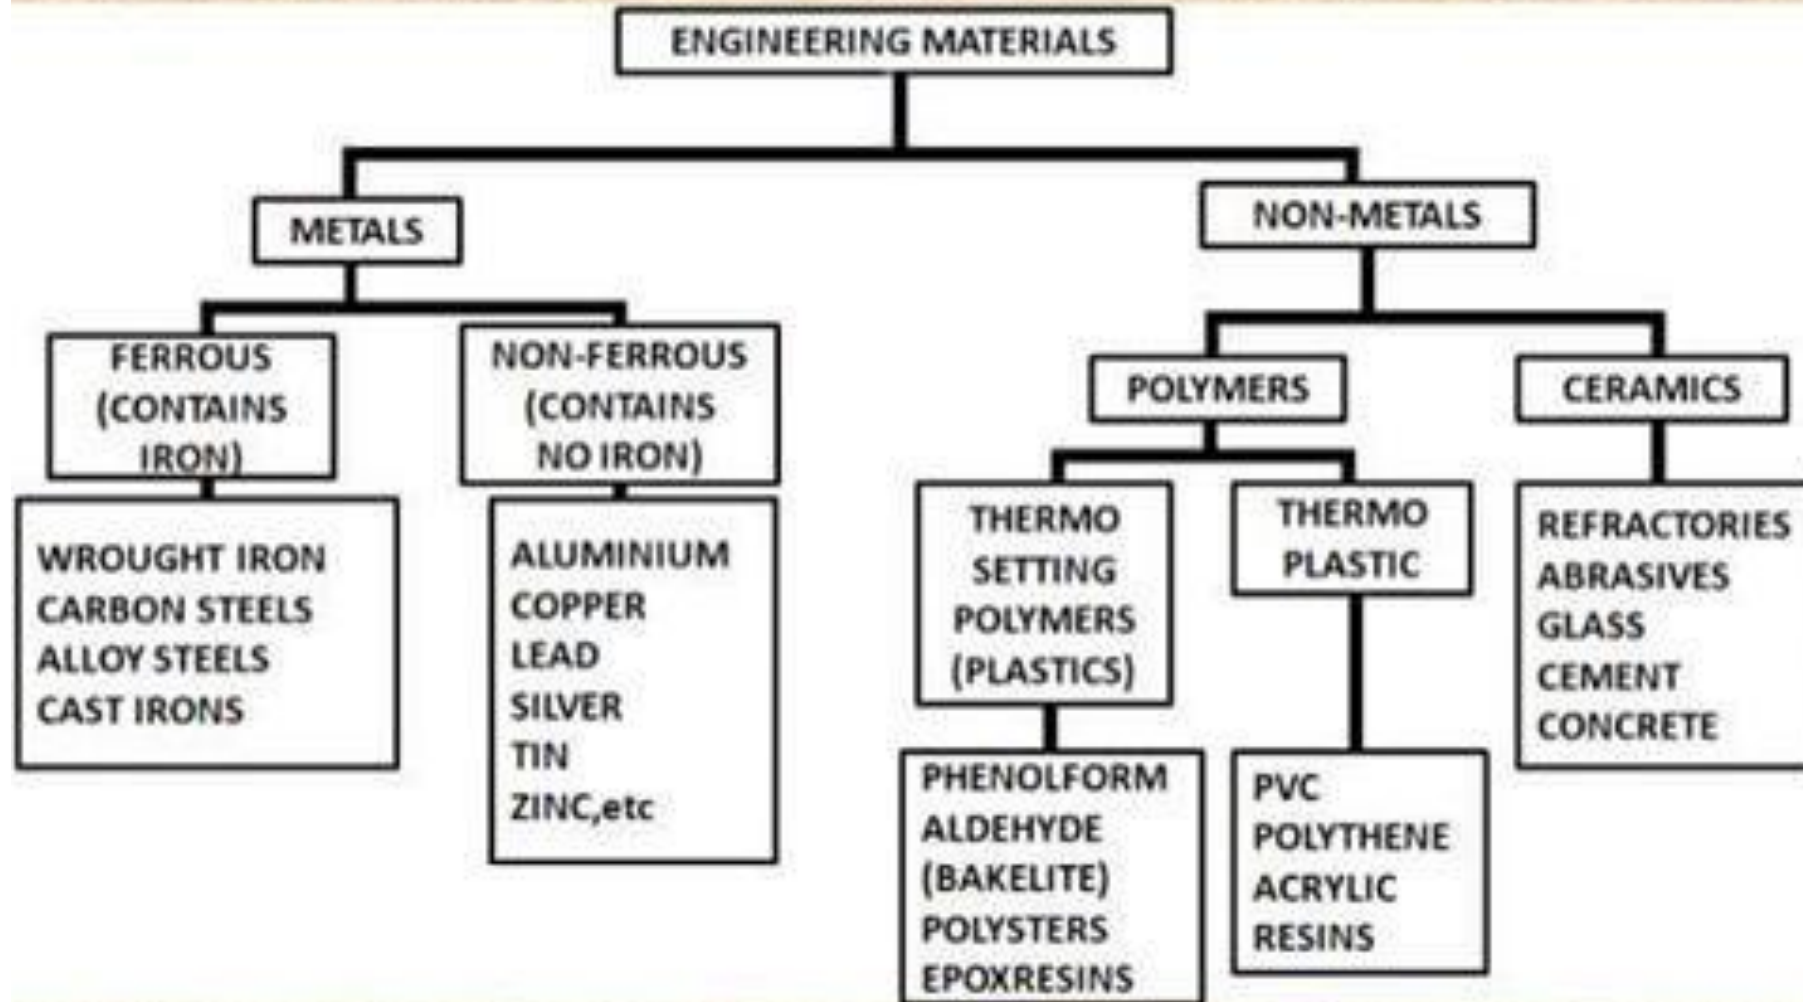 ENGINEERING MATERIALS
METALS
NON-METALS
FERROUS
(CONTAINS
IRON)
NON-FERROUS
(CONTAINS
NO IRON)
POLYMERS
CERAMICS
WROUGHT IRON
CARBON STEELS
ALLOY STEELS
CAST IRONS
ALUMINIUM
COPPER
LEAD
SILVER
TIN
ZINC,etc
THERMO
SETTING
POLYMERS
(PLASTICS)
THERMO
PLASTIC
REFRACTORIES
ABRASIVES
GLASS
CEMENT
CONCRETE
PHENOLFORM
ALDEHYDE
(BAKELITE)
POLYSTERS
EPOXRESINS
PVC
POLYTHENE
ACRYLIC
RESINS